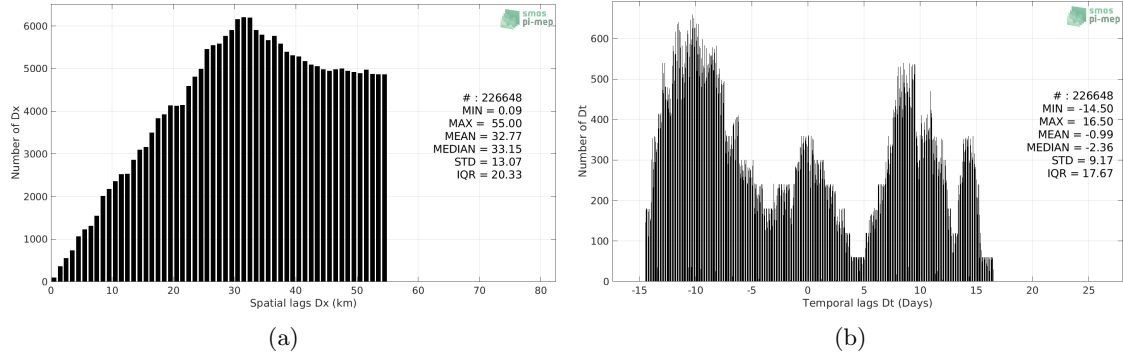 6000
5000
4000
3000
2000
1000
0
Number of Dx
0 10 20 30 40 50 60 70 80
Spatial lags Dx (km)
smos
pi-mep
# : 226648
MIN = 0.09
MAX = 55.00
MEAN = 32.77
MEDIAN = 33.15
STD = 13.07
IQR = 20.33
(a)
600
500
400
300
200
100
0
Number of Dt
-15 -10 -5 0 5 10 15 20 25
Temporal lags Dt (Days)
smos
pi-mep
# : 226648
MIN = -14.50
MAX = 16.50
MEAN = -0.99
MEDIAN = -2.36
STD = 9.17
IQR = 17.67
(b)